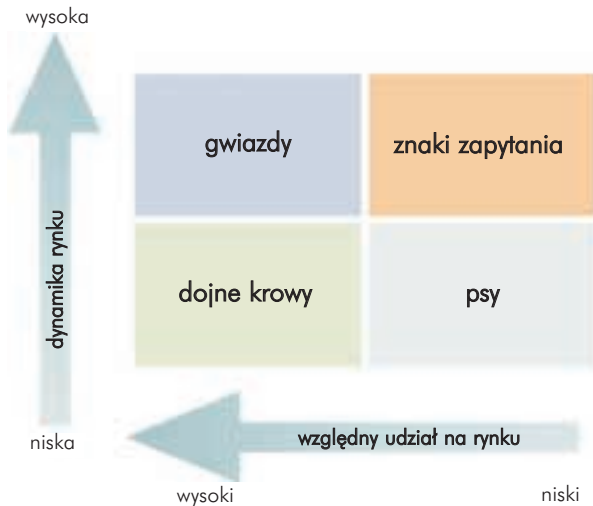 wysoka
gwiazdy
znaki zapytania
dynamika rynku
dojne krowy
psy
niska
względny udział na rynku
wysoki
niski